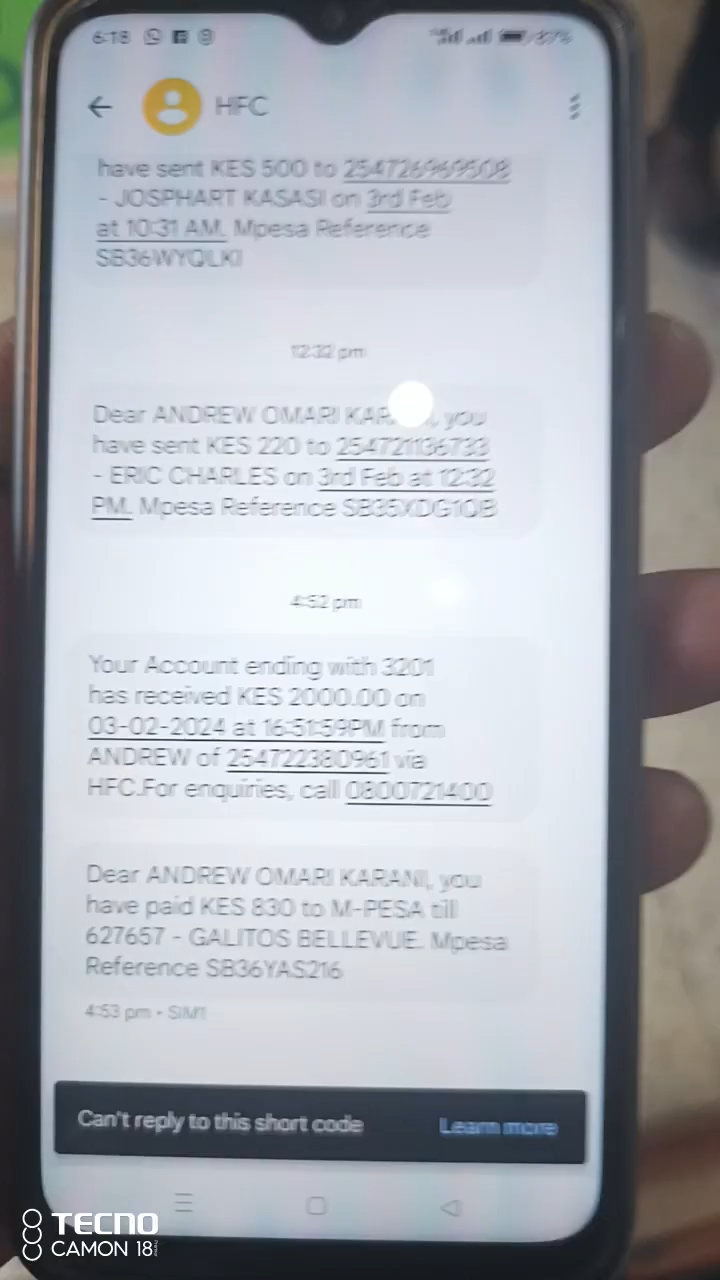 6:18
HFC
have sent KES 500 to 254726969508
- JOSPHART KASASI on 3rd Feb
at 10:31 AM. Mpesa Reference
SB36WYQLKI
12:32 pm
Dear ANDREW OMARI you
have sent KES 220 to 254721136733
- ERIC CHARLES on 3rd Feb at 12:32
PM. Mpesa Reference
4:52 pm
Your Account ending with 3201
has received KES 2000.00 on
03-02-2024 at 16:51:59PM from
ANDREW of 254722380961 via
HFC.For enquiries, call 0800721400
Dear ANDREW OMARI KARANI, you
have paid KES 830 to M-PESA till
627657 - GALITOS BELLEVUE. Mpesa
Reference SB36YAS216
4:53 pm • SIM1
Can't reply to this short code Learn more
TECNO
CAMON 18